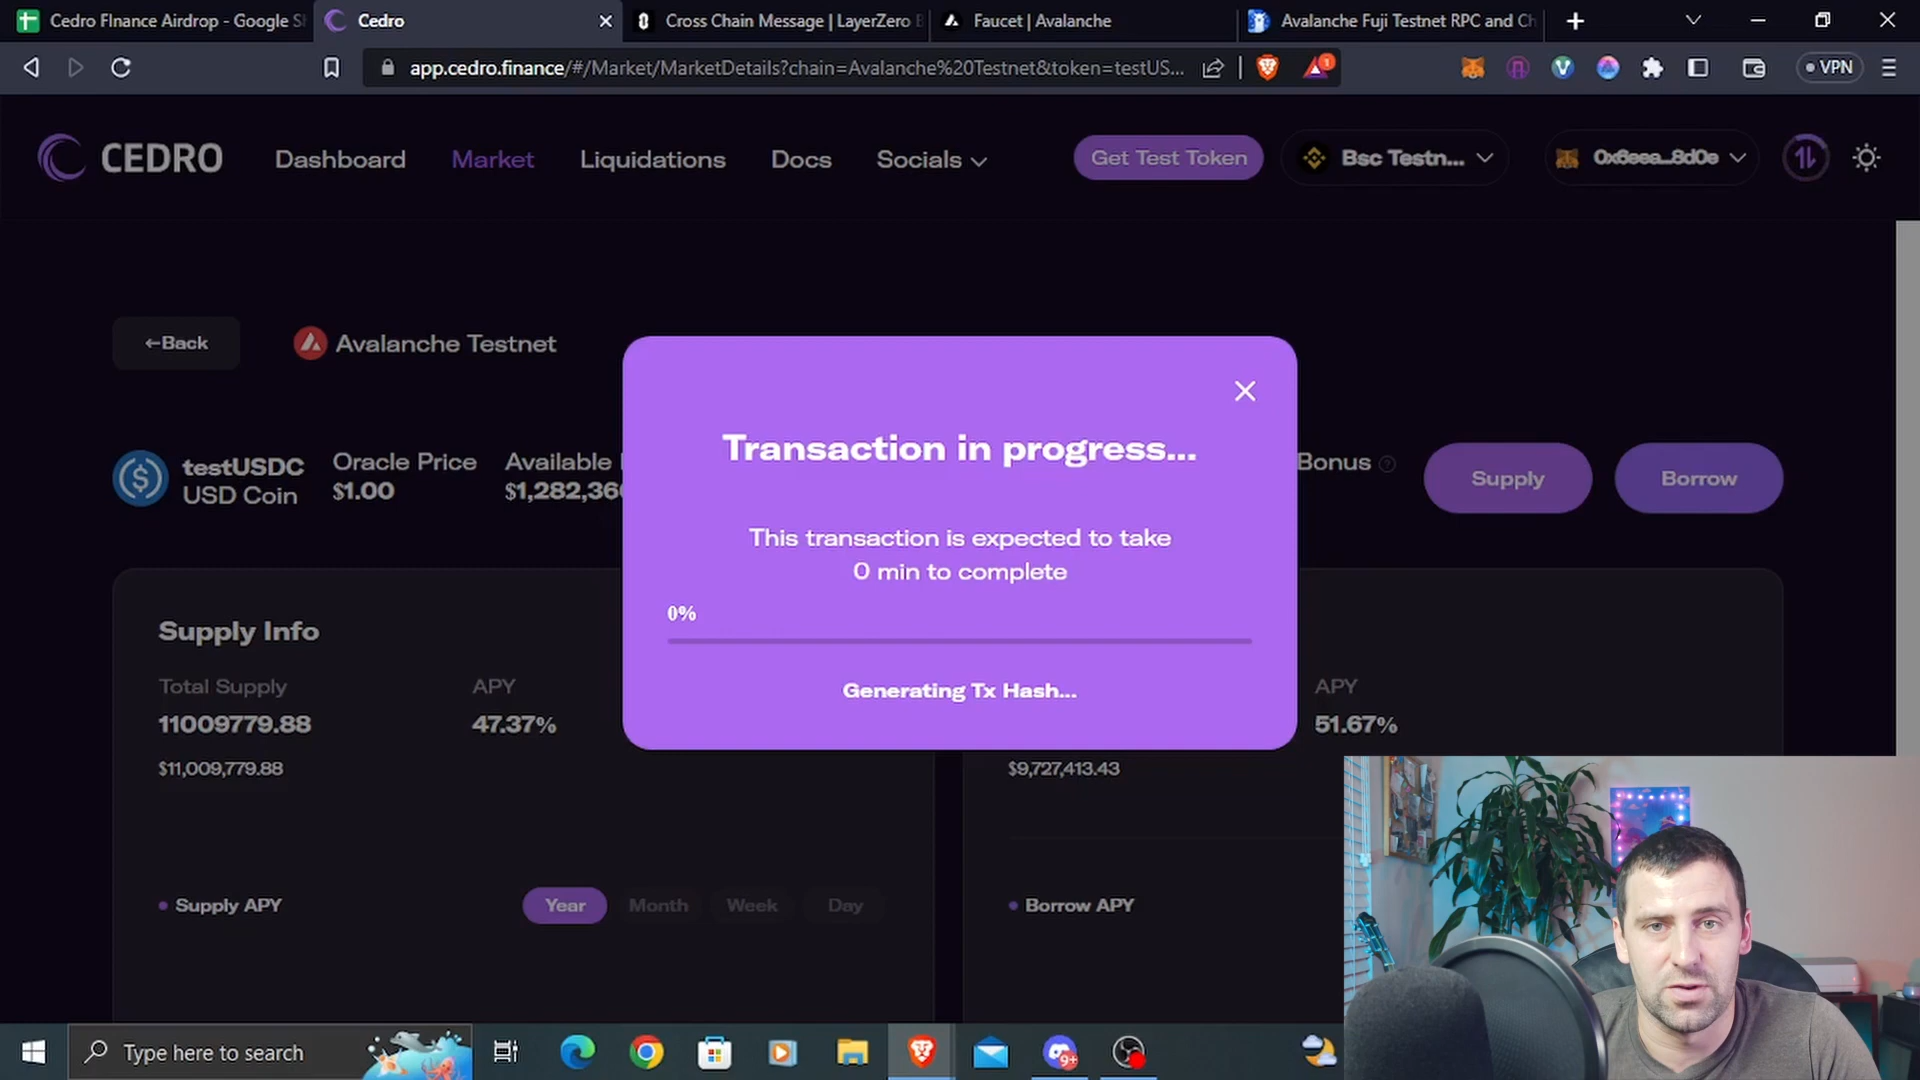 Cedro FInance Airdrop - Google S
Cedro
Cross Chain Message | LayerZero
Faucet | Avalanche
Avalanche Fuji Testnet RPC and Ch
app.cedro.finance/#/Market/MarketDetails?chain=Avalanche%20Testnet&token=testUS...
1
VPN
CEDRO
Dashboard
Market
Liquidations
Docs
Socials
Get Test Token
Bsc Testn...
0x6eea...8d0e
←Back
Avalanche Testnet
testUSDC
USD Coin
Oracle Price
$1.00
Available
$1,282,36
Bonus
Supply
Borrow
Transaction in progress...
This transaction is expected to take
0 min to complete
0%
Generating Tx Hash...
Supply Info
Total Supply
APY
11009779.88
47.37%
$11,009,779.88
APY
51.67%
$9,727,413.43
Supply APY
Year
Month
Week
Day
Borrow APY
Type here to search
9+